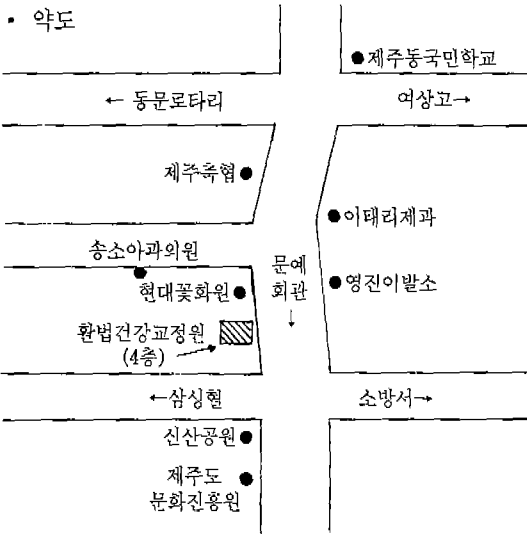 • 약도
제주동국민학교
← 동문로타리
여상고→
제주축협
이태리제과
송소아과의원
문예
회관
↓
현대꽃화원
영진이발소
활법건강교정원
(4층)
←삼성혈
소방서→
신산공원
제주도
문화진흥원